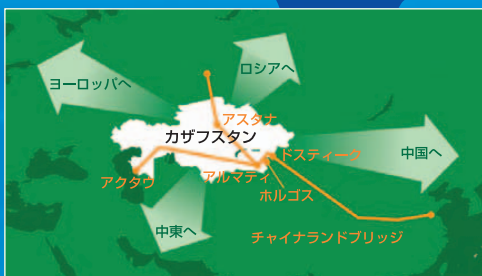 ロシアへ
ヨーロッパへ
アスタナ
カザフスタン
ドスティーク
中国へ
アルマティ
アクタウ
ホルゴス
中東へ
チャイナランドブリッジ